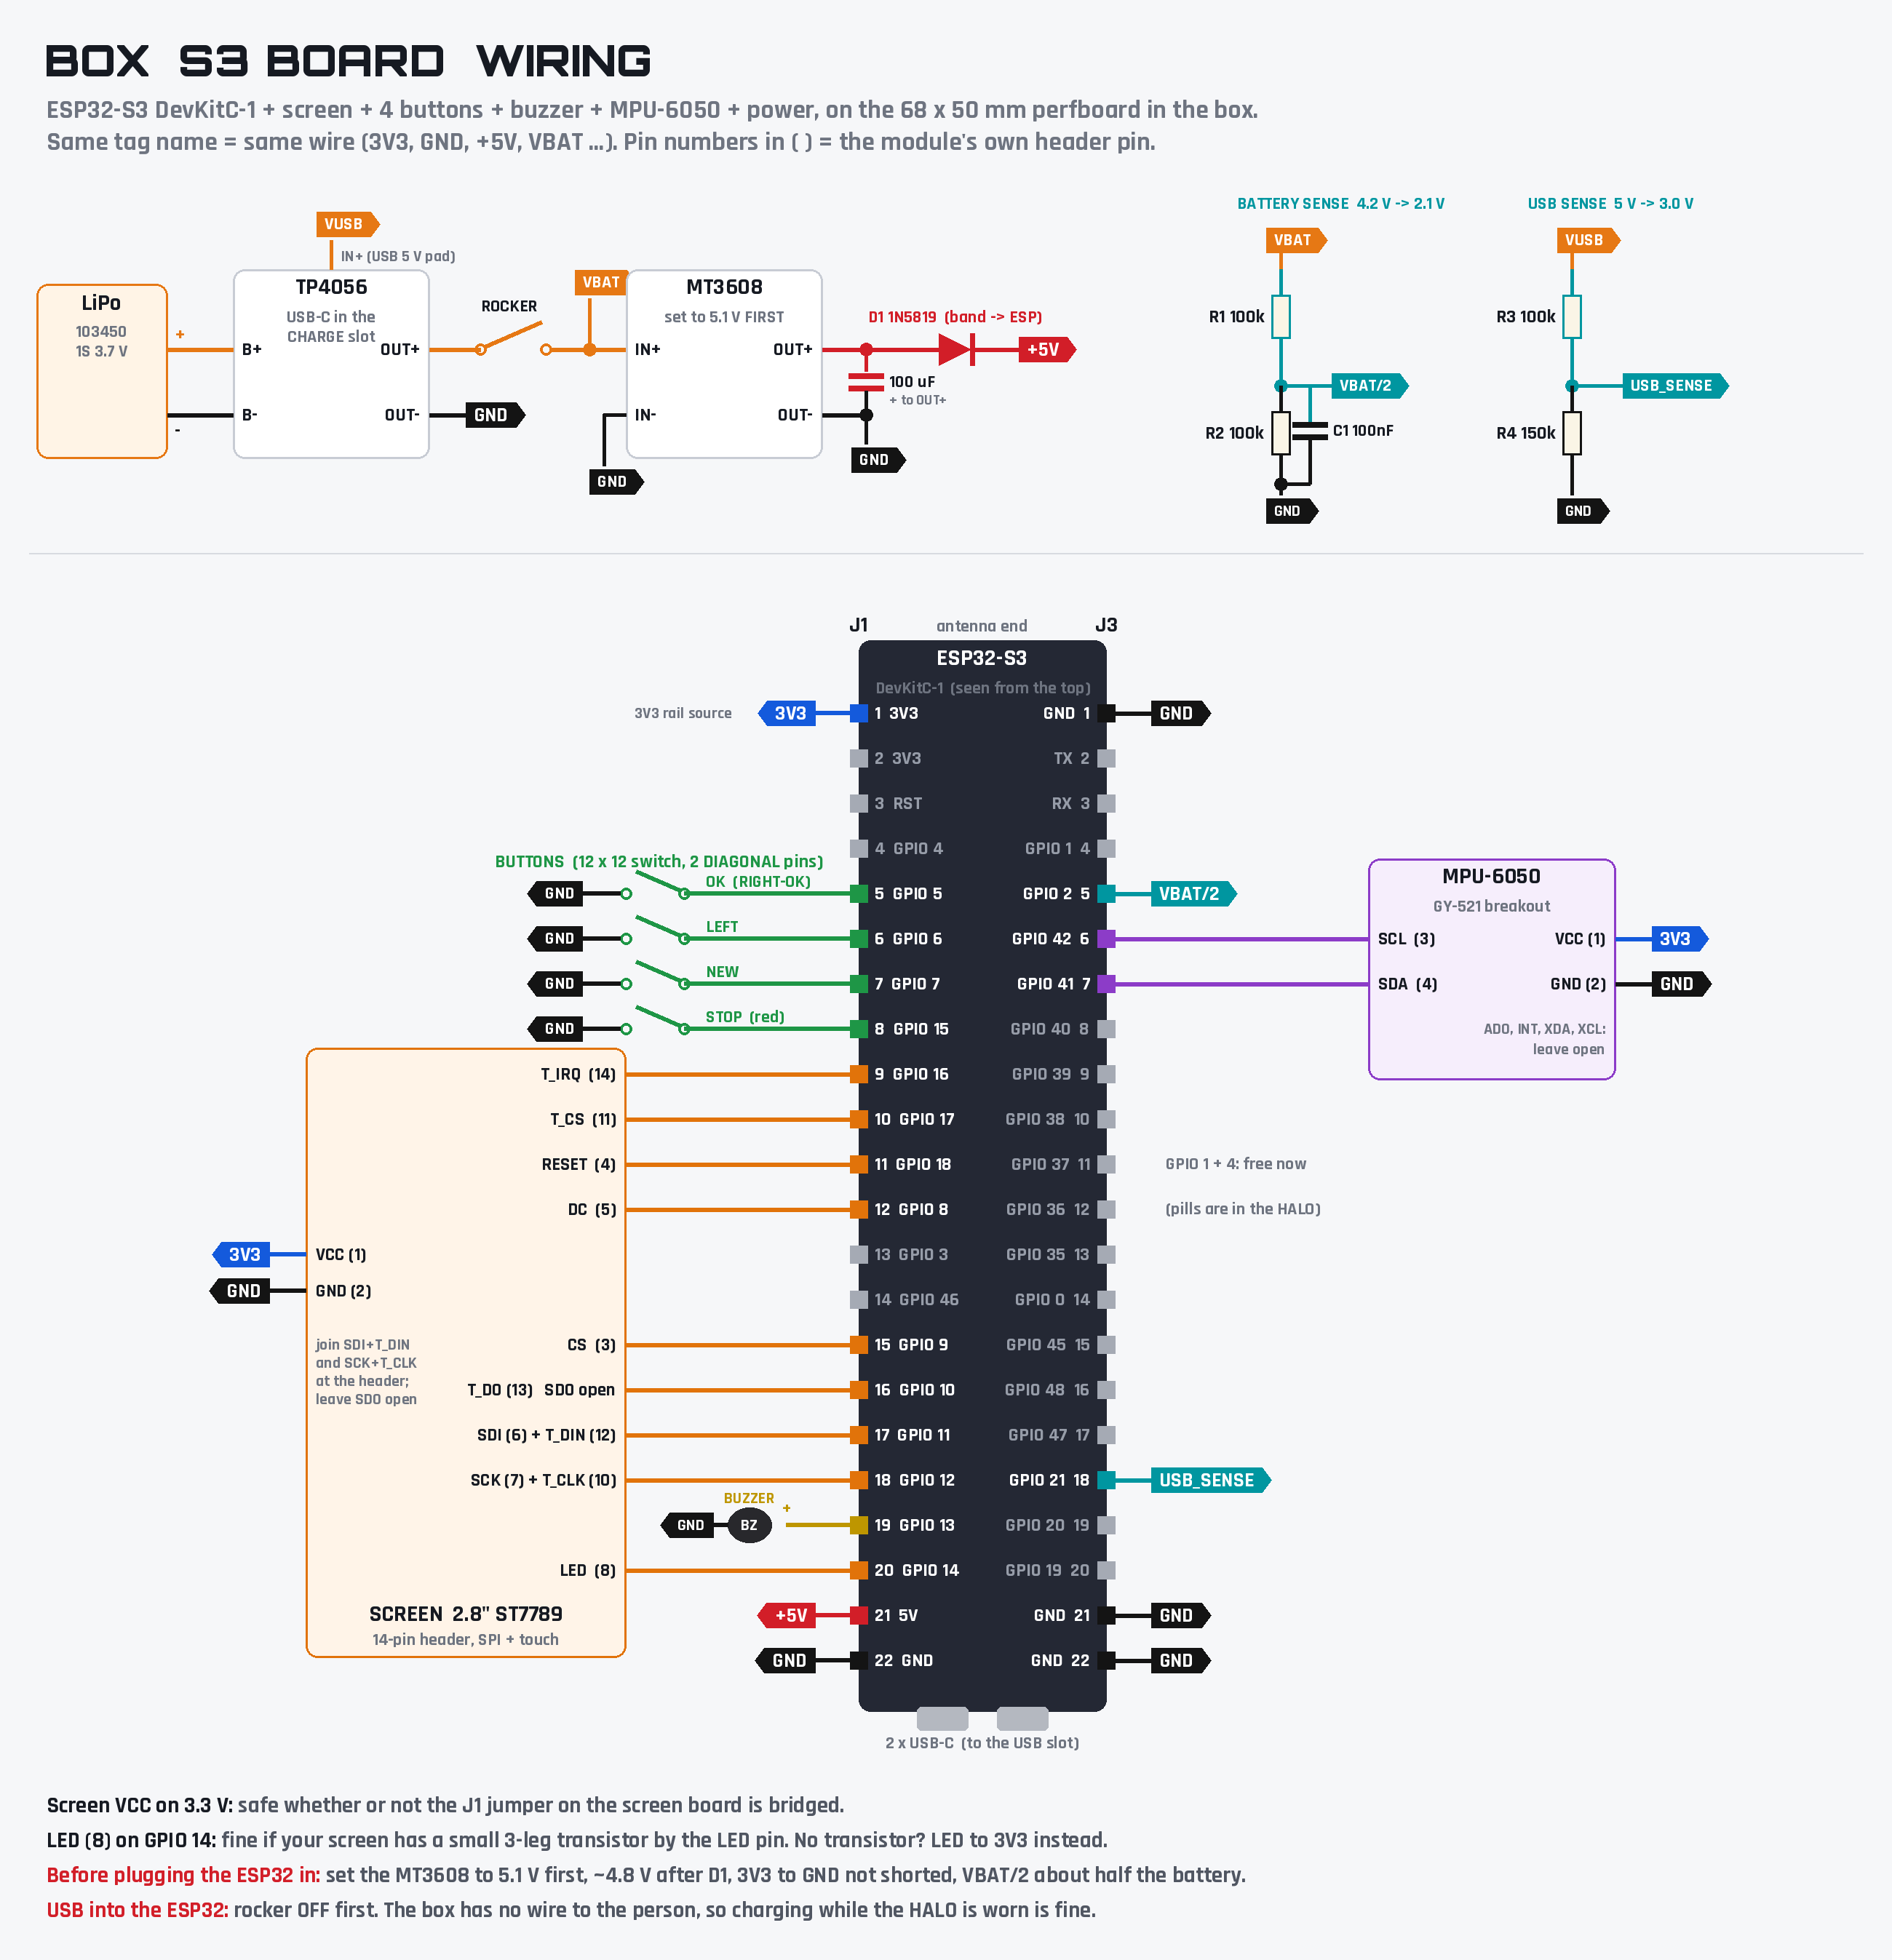 BOX S3 BOARD WIRING
ESP32-S3 DevKitC-1 + screen + 4 buttons + buzzer + MPU-6050 + power, on the 68 x 50 mm perfboard in the box.
Same tag name = same wire (3V3, GND, +5V, VBAT ...). Pin numbers in ( ) = the module's own header pin.
BATTERY SENSE 4.2 V -> 2.1 V
USB SENSE 5 V -> 3.0 V
VUSB
IN+ (USB 5 V pad)
VBAT
VUSB
LiPo
103450
1S 3.7 V
+
-
TP4056
USB-C in the
CHARGE slot
B+
OUT+
B-
OUT-
GND
ROCKER
VBAT
MT3608
set to 5.1 V FIRST
IN+
OUT+
IN-
OUT-
GND
D1 1N5819 (band -> ESP)
+5V
100 uF
+ to OUT+
GND
R1 100k
VBAT/2
R2 100k
C1 100nF
GND
R3 100k
USB_SENSE
R4 150k
GND
J1
antenna end
J3
ESP32-S3
DevKitC-1 (seen from the top)
3V3 rail source
3V3
1 3V3
GND 1
GND
2 3V3
TX 2
3 RST
RX 3
4 GPIO 4
GPIO 1 4
BUTTONS (12 x 12 switch, 2 DIAGONAL pins)
GND
OK (RIGHT-OK)
5 GPIO 5
GPIO 2 5
VBAT/2
GND
LEFT
6 GPIO 6
GPIO 42 6
GND
NEW
7 GPIO 7
GPIO 41 7
GND
STOP (red)
8 GPIO 15
GPIO 40 8
MPU-6050
GY-521 breakout
SCL (3)
VCC (1)
3V3
SDA (4)
GND (2)
GND
ADO, INT, XDA, XCL:
leave open
T_IRQ (14)
9 GPIO 16
GPIO 39 9
T_CS (11)
10 GPIO 17
GPIO 38 10
RESET (4)
11 GPIO 18
GPIO 37 11
GPIO 1 + 4: free now
DC (5)
12 GPIO 8
GPIO 36 12
(pills are in the HALO)
3V3
VCC (1)
13 GPIO 3
GPIO 35 13
GND
GND (2)
14 GPIO 46
GPIO 0 14
join SDI+T_DIN
and SCK+T_CLK
at the header;
leave SDO open
CS (3)
15 GPIO 9
GPIO 45 15
T_DO (13) SDO open
16 GPIO 10
GPIO 48 16
SDI (6) + T_DIN (12)
17 GPIO 11
GPIO 47 17
SCK (7) + T_CLK (10)
18 GPIO 12
GPIO 21 18
USB_SENSE
BUZZER
+
GND
BZ
19 GPIO 13
GPIO 20 19
LED (8)
20 GPIO 14
GPIO 19 20
SCREEN 2.8" ST7789
14-pin header, SPI + touch
+5V
21 5V
GND 21
GND
GND
22 GND
GND 22
GND
2 x USB-C (to the USB slot)
Screen VCC on 3.3 V: safe whether or not the J1 jumper on the screen board is bridged.
LED (8) on GPIO 14: fine if your screen has a small 3-leg transistor by the LED pin. No transistor? LED to 3V3 instead.
Before plugging the ESP32 in: set the MT3608 to 5.1 V first, ~4.8 V after D1, 3V3 to GND not shorted, VBAT/2 about half the battery.
USB into the ESP32: rocker OFF first. The box has no wire to the person, so charging while the HALO is worn is fine.